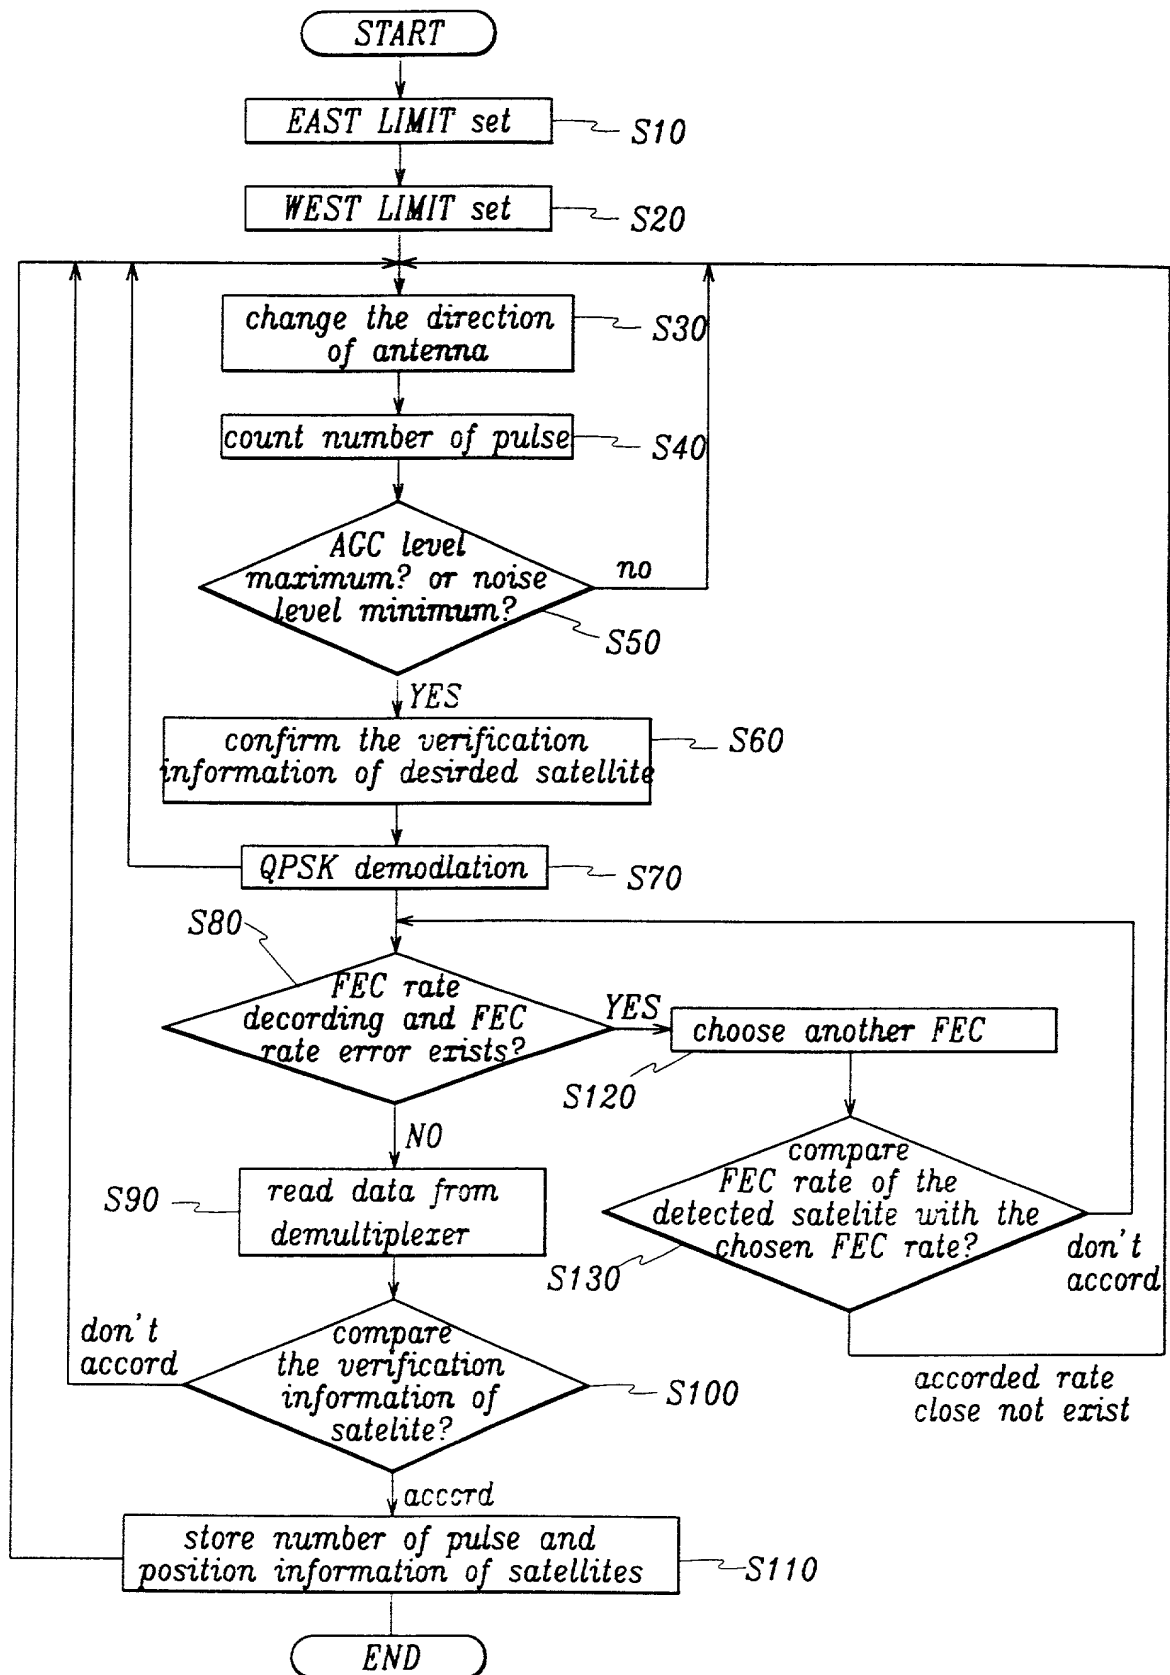 START
EAST LIMIT set
S10
WEST LIMIT set
S20
change the direction
of antenna
S30
count number of pulse
S40
AGC level
maximum? or noise
level minimum?
no
S50
YES
confirm the verification
information of desirded satellite
S60
QPSK demodlation
S70
S80
FEC rate
decording and FEC
rate error exists?
YES
choose another FEC
S120
NO
read data from
demultiplexer
S90
compare
FEC rate of the
detected satelite with the
chosen FEC rate?
S130
don't
accord
accorded rate
close not exist
don't
accord
compare
the verification
information of
satelite?
S100
accord
store number of pulse and
position information of satellites
S110
END